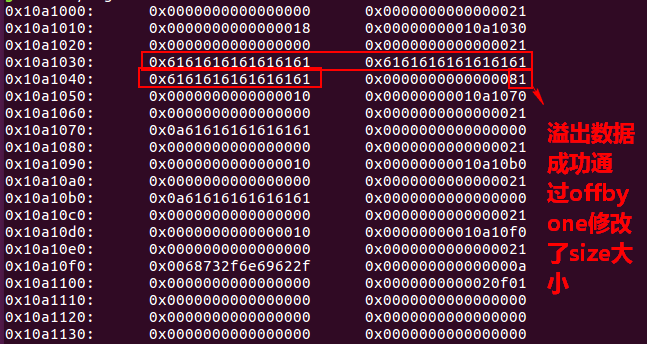 0x10a1000: 0x0000000000000000 0x0000000000000021
0x10a1010: 0x0000000000000018 0x00000000010a1030
0x10a1020: 0x0000000000000000 0x0000000000000021
0x10a1030: 0x6161616161616161 0x6161616161616161
0x10a1040: 0x6161616161616161 0x0000000000000081
0x10a1050: 0x0000000000000010 0x00000000010a1070
0x10a1060: 0x0000000000000000 0x0000000000000021
0x10a1070: 0x0a61616161616161 0x0000000000000000
0x10a1080: 0x0000000000000000 0x0000000000000021
0x10a1090: 0x0000000000000010 0x00000000010a10b0
0x10a10a0: 0x0000000000000000 0x0000000000000021
0x10a10b0: 0x0a61616161616161 0x0000000000000000
0x10a10c0: 0x0000000000000000 0x0000000000000021
0x10a10d0: 0x0000000000000010 0x00000000010a10f0
0x10a10e0: 0x0000000000000000 0x0000000000000021
0x10a10f0: 0x0068732f6e69622f 0x000000000000000a
0x10a1100: 0x0000000000000000 0x0000000000020f01
0x10a1110: 0x0000000000000000 0x0000000000000000
0x10a1120: 0x0000000000000000 0x0000000000000000
0x10a1130: 0x0000000000000000 0x0000000000000000
溢出数据
成功通
过offby
one修改
了size大
小